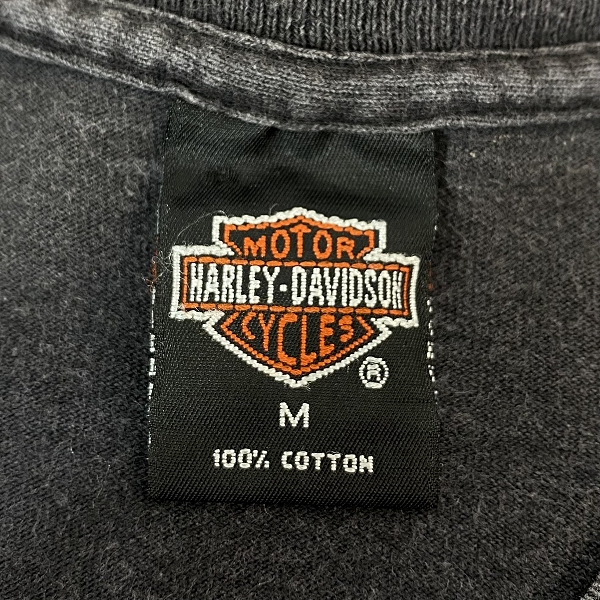 MOTOR
HARLEY-DAVIDSON
CYCLES
®
M
100% COTTON